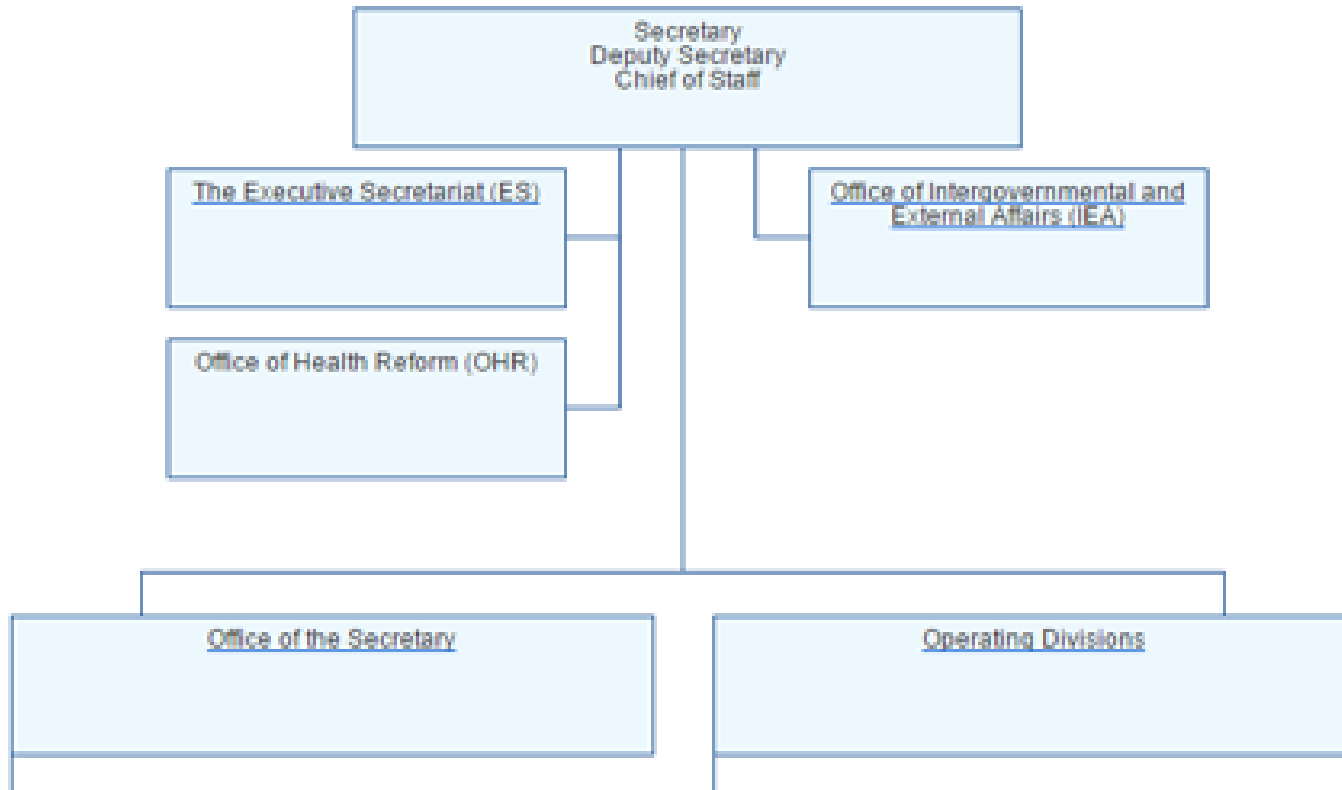 Secretary
Deputy Secretary
Chief of Staff
The Executive Secretariat (ES)
Office of Intergovernmental and
External Affairs (IEA)
Office of Health Reform (OHR)
Office of the Secretary
Operating Divisions